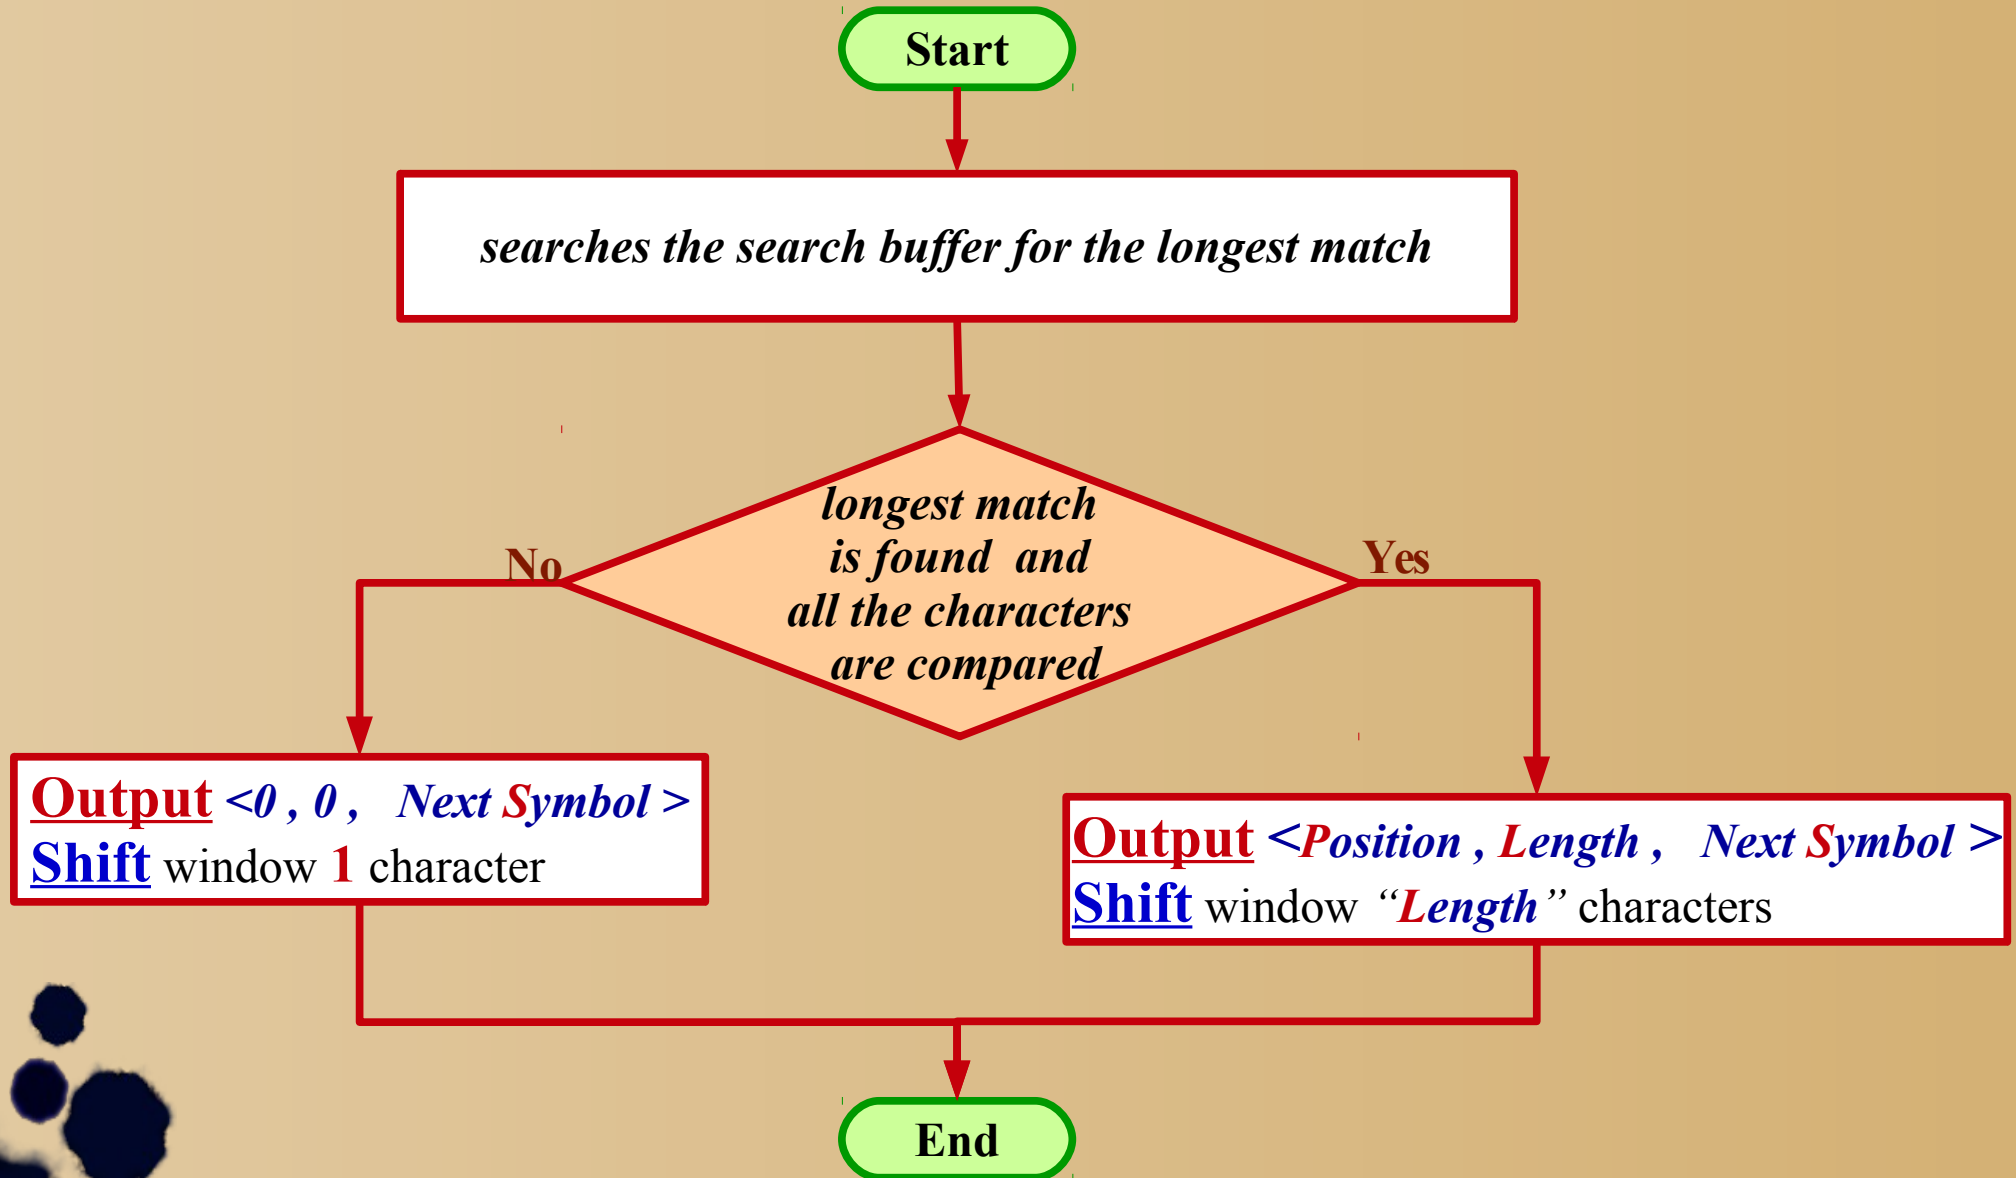 Start
searches the search buffer for the longest match
longest match
is found and
all the characters
are compared
No
Yes
Output <0 , 0 , Next Symbol >
Shift window 1 character
Output <Position , Length , Next Symbol >
Shift window “Length” characters
End